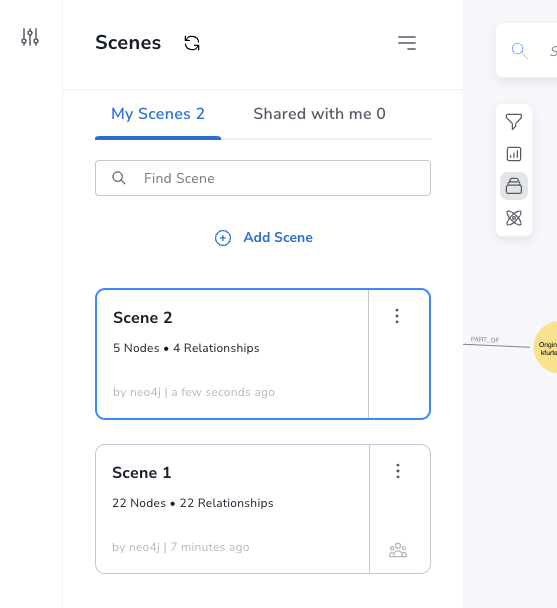 Scenes
My Scenes 2
Shared with me 0
Find Scene
Add Scene
Scene 2
5 Nodes • 4 Relationships
by neo4j | a few seconds ago
Scene 1
22 Nodes • 22 Relationships
by neo4j | 7 minutes ago
S
PART_OF
Origin
kfurte